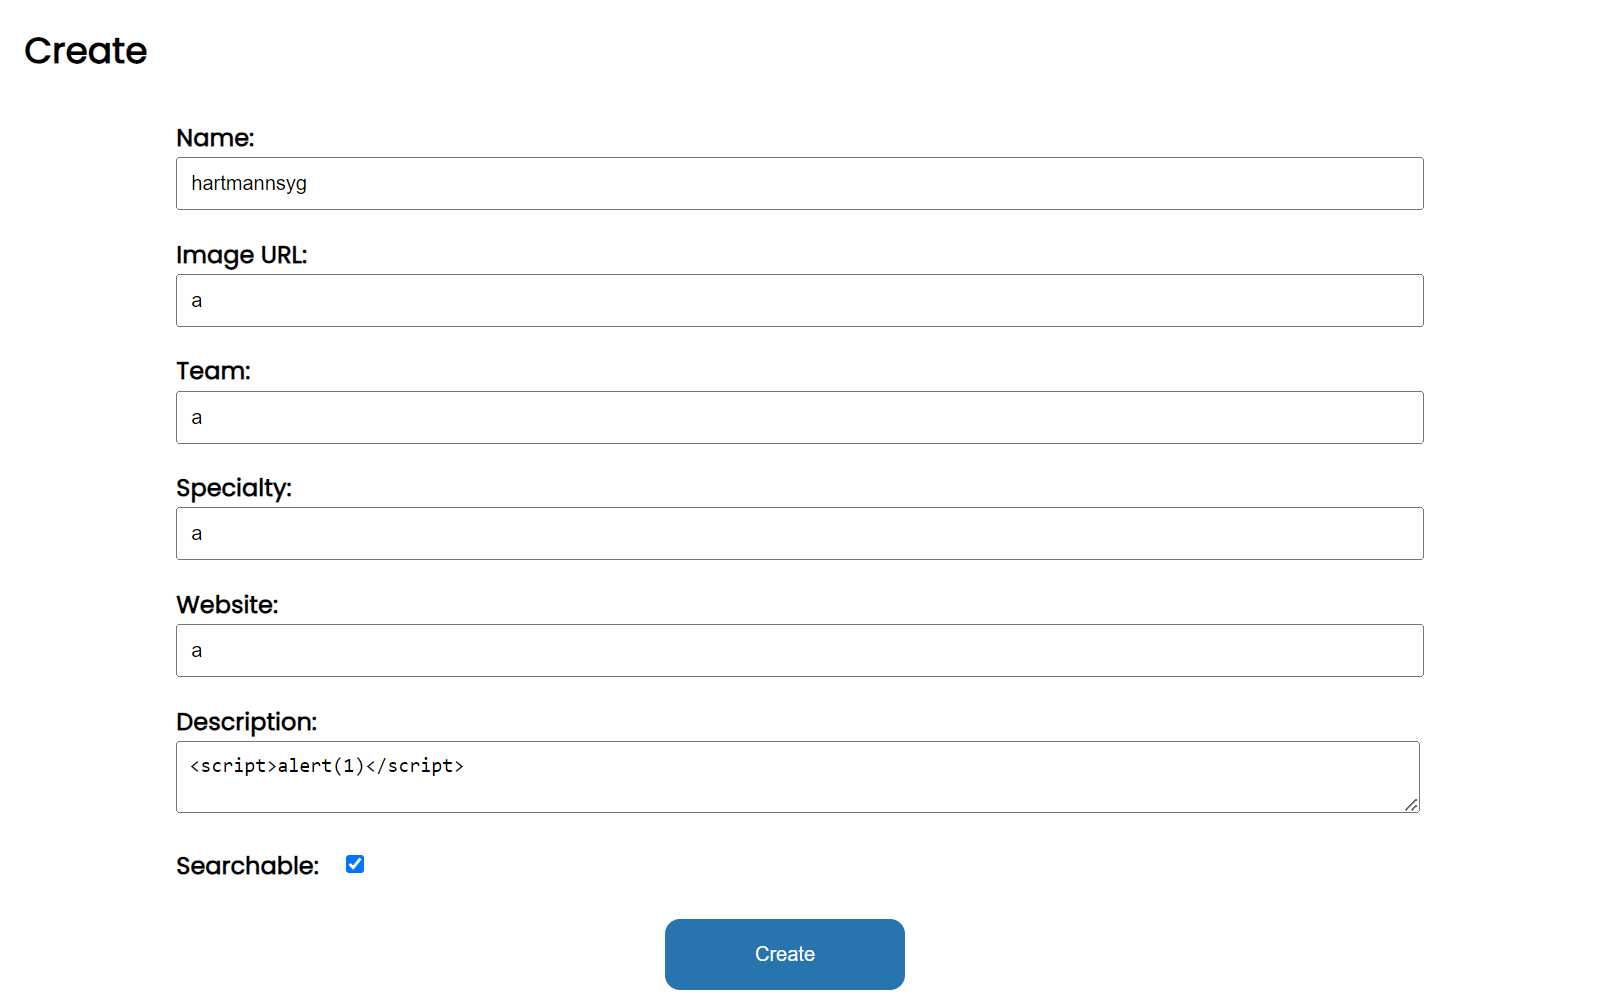 Create
Name:
hartmannsyg
Image URL:
a
Team:
a
Specialty:
a
Website:
a
Description:
<script>alert(1)</script>
Searchable:
Create